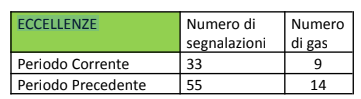 ECCELLENZE Numero di segnalazioni Numero di gas
Periodo Corrente 33 9
Periodo Precedente 55 14